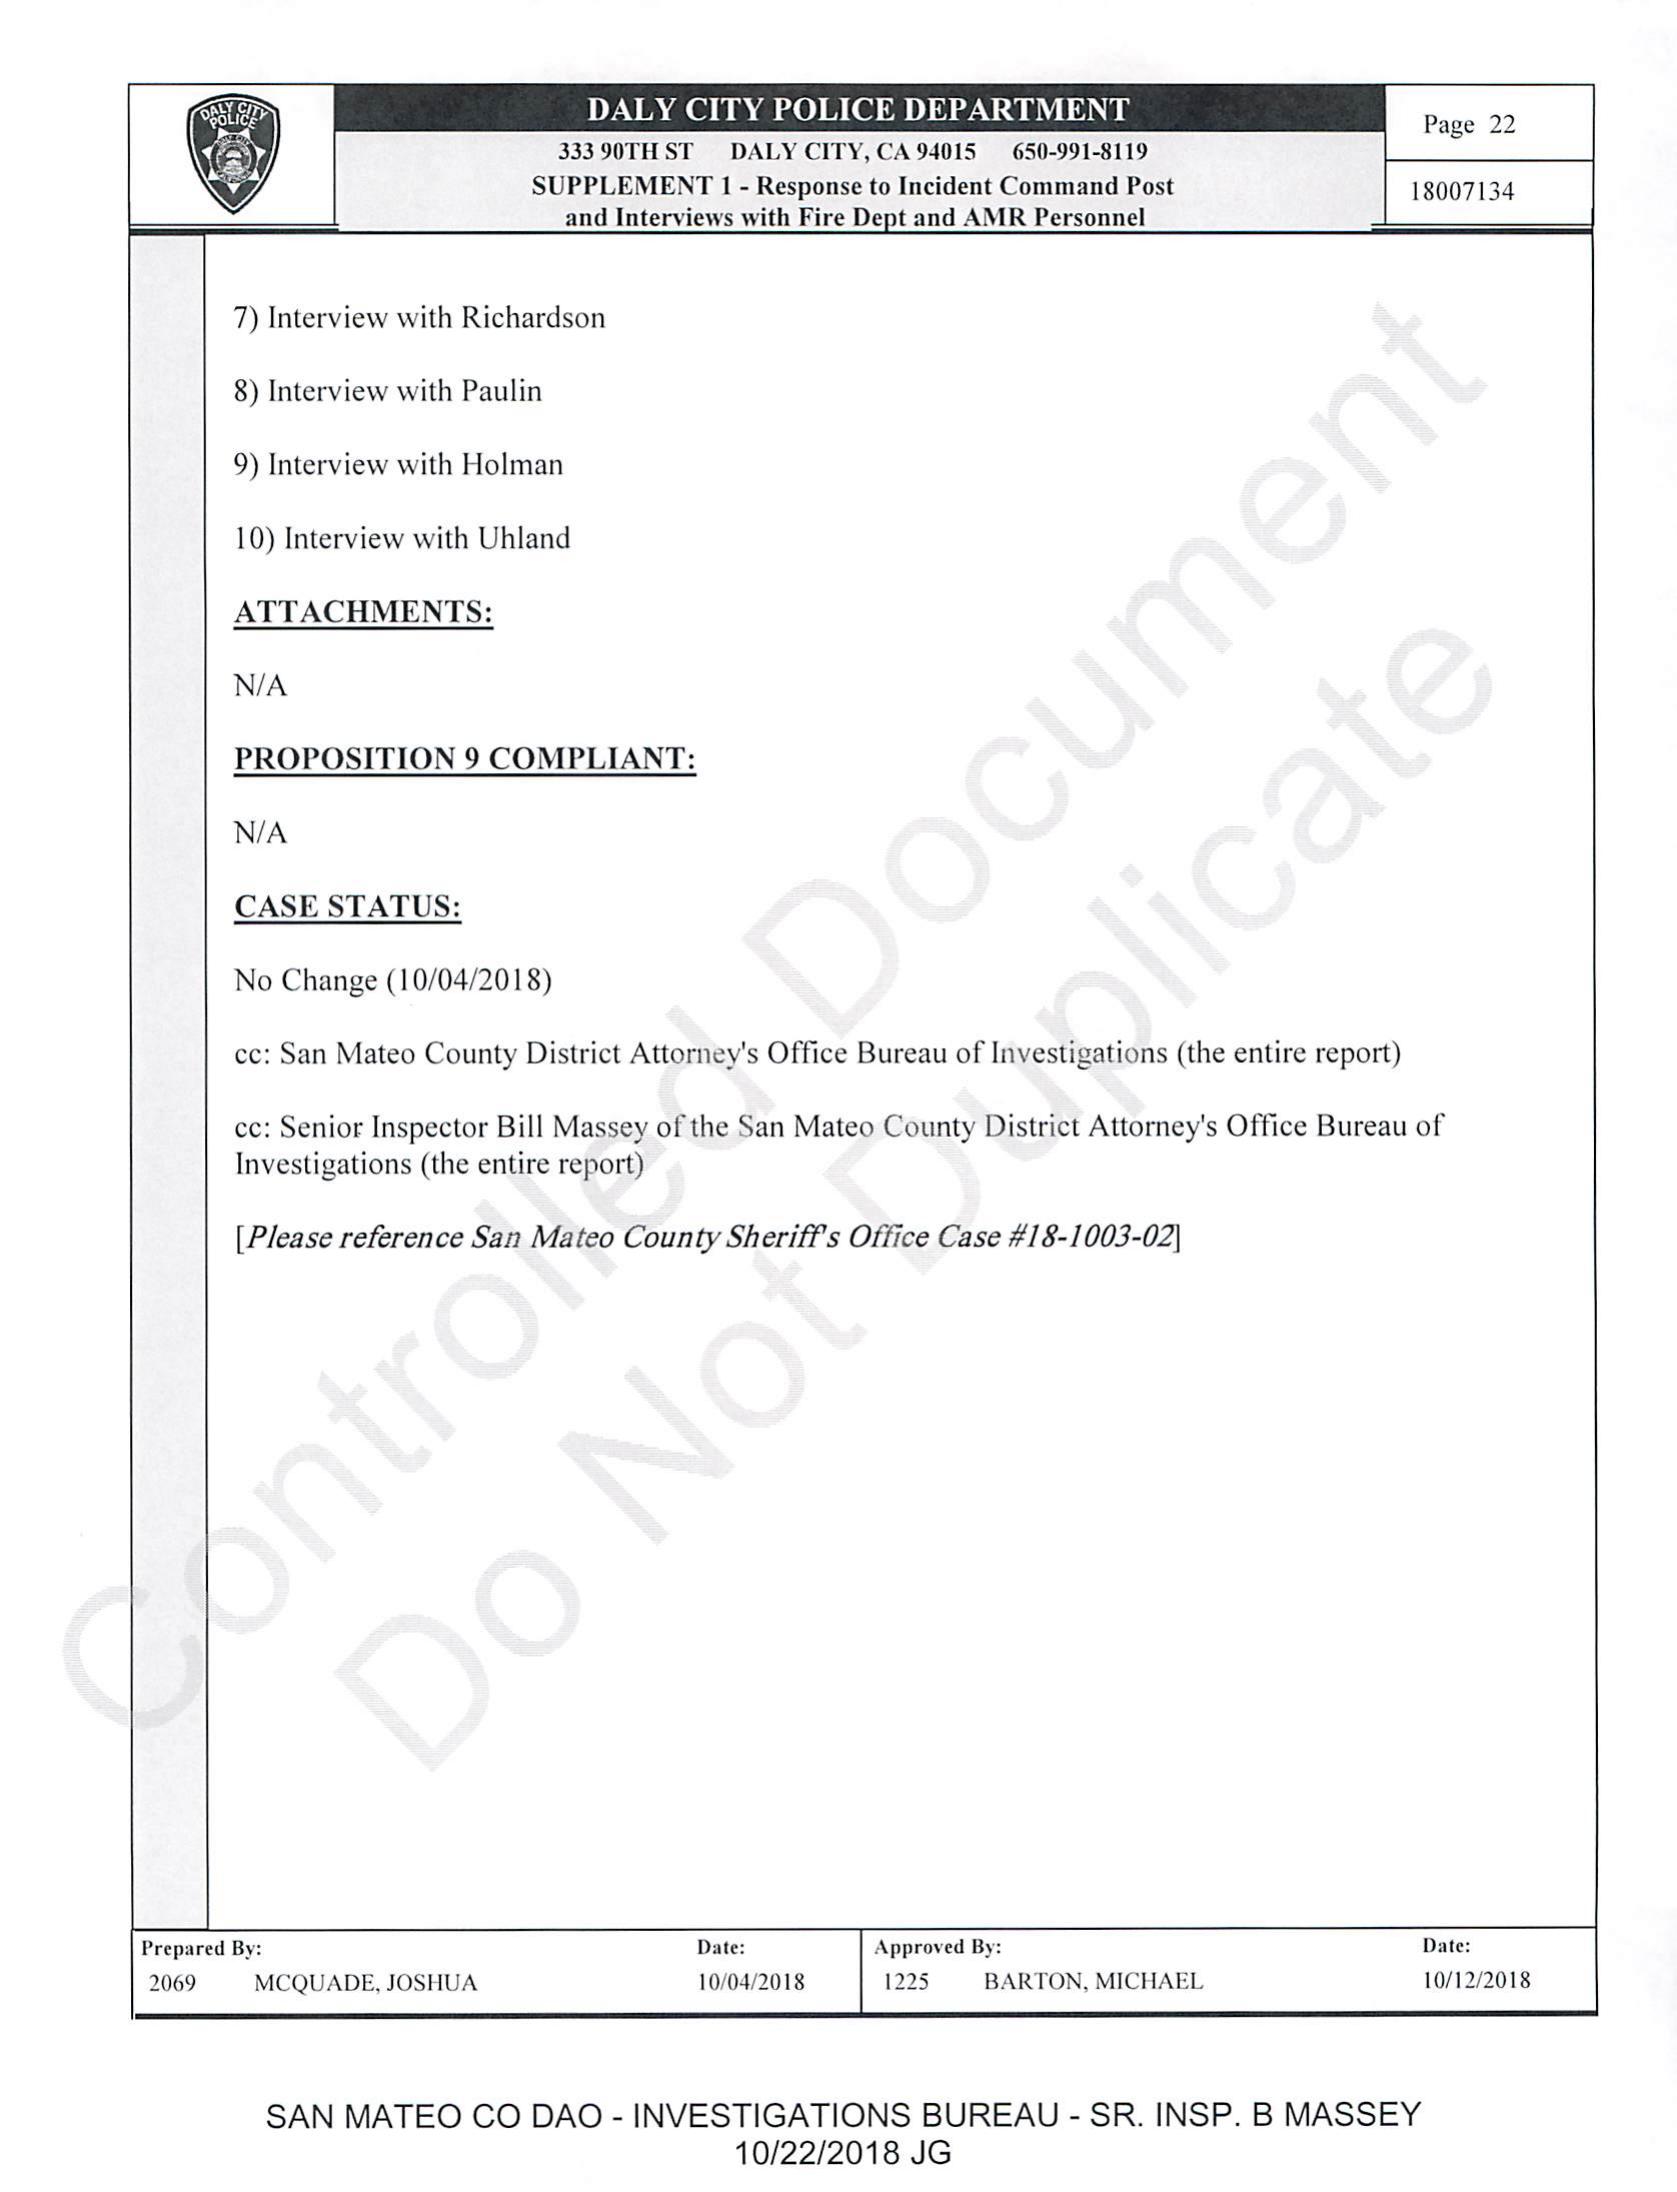 DALY CITY
POLICE
DALY CITY POLICE DEPARTMENT
333 90TH ST DALY CITY, CA 94015 650-991-8119
SUPPLEMENT 1 - Response to Incident Command Post
and Interviews with Fire Dept and AMR Personnel
Page 22
18007134
7) Interview with Richardson
8) Interview with Paulin
9) Interview with Holman
10) Interview with Uhland
ATTACHMENTS:
N/A
PROPOSITION 9 COMPLIANT:
N/A
CASE STATUS:
No Change (10/04/2018)
cc: San Mateo County District Attorney's Office Bureau of Investigations (the entire report)
cc: Senior Inspector Bill Massey of the San Mateo County District Attorney's Office Bureau of
Investigations (the entire report)
[Please reference San Mateo County Sheriff's Office Case #18-1003-02]
Controlled Document
Do Not Duplicate
Prepared By: Date: Approved By: Date:
2069 MCQUADE, JOSHUA 10/04/2018 1225 BARTON, MICHAEL 10/12/2018
SAN MATEO CO DAO - INVESTIGATIONS BUREAU - SR. INSP. B MASSEY
10/22/2018 JG